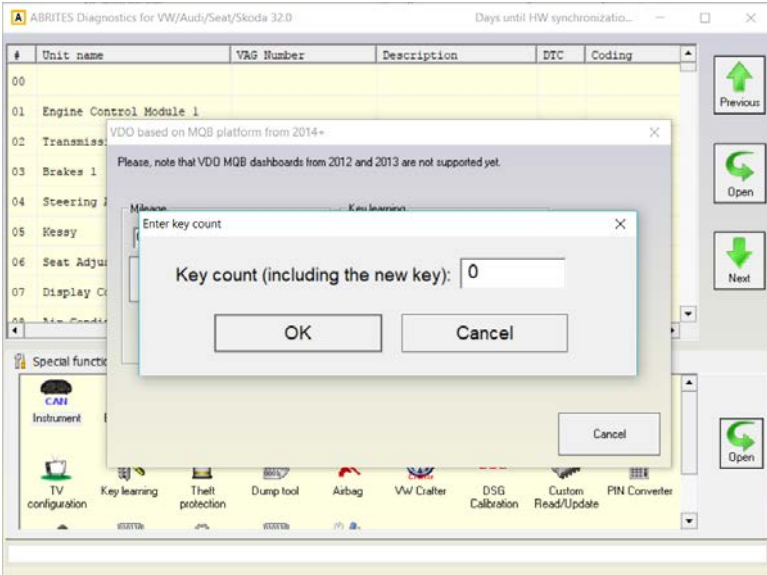 ABRITES Diagnostics for VW/Audi/Seat/Skoda 32.0 Days until HW synchronizatio...
# Unit name VAG Number Description DTC Coding
00
01 Engine Control Module 1
02
03 Brakes 1
04 Steering
05 Kessy
06 Seat
07 Display
Previous
Open
Next
VDO based on MQB platform from 2014+
Please, note that VDO MQB dashboards from 2012 and 2013 are not supported yet.
Mileage Key learning
Enter key count
Key count (including the new key): 0
OK Cancel
Cancel
Special
CAN
Instrument
Open
TV configuration
Key learning
Theft protection
Dump tool
Airbag
VW Crafter
DSG Calibration
Custom Read/Update
PIN Converter